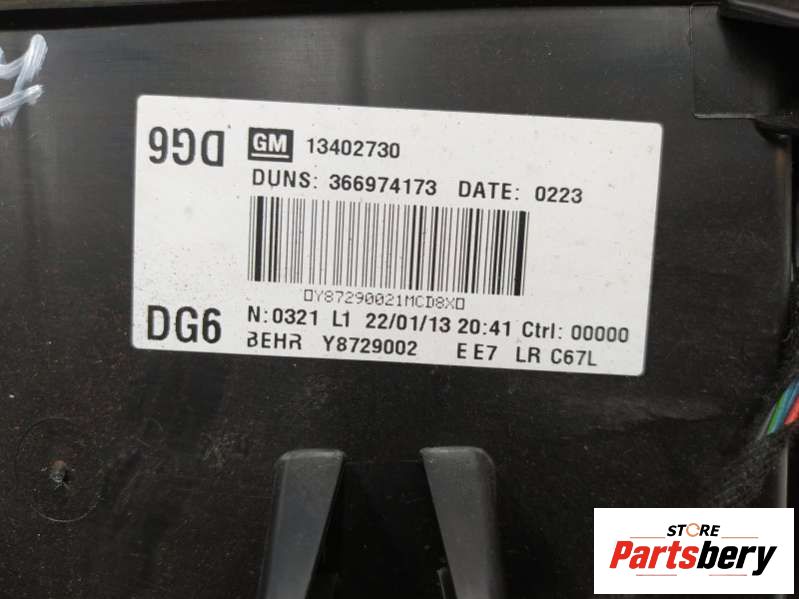 DG6 GM 13402730
DUNS: 366974173 DATE: 0223
Y87290021MCD8X
DG6 N:0321 L1 22/01/13 20:41 Ctrl: 00000
BEHR Y8729002 E E7 LR C67L
STORE
Partsbery